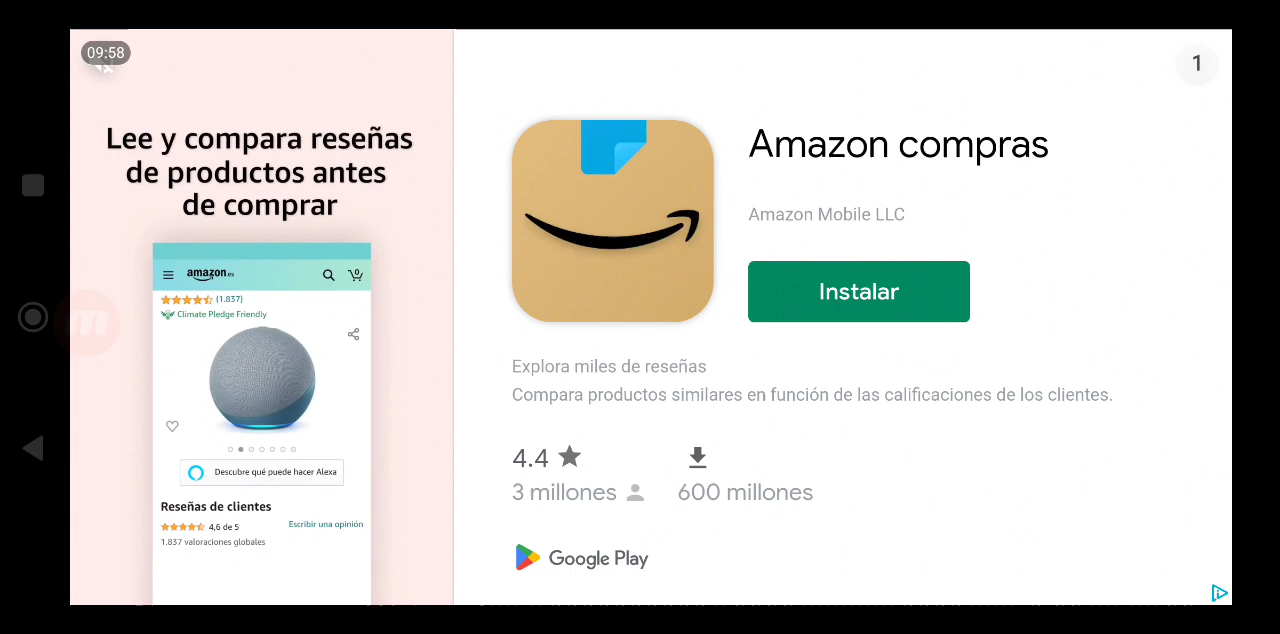 09:58
1
Lee y compara reseñas
de productos antes
de comprar
amazon.es
0
(1.837)
Climate Pledge Friendly
Descubre qué puede hacer Alexa
Reseñas de clientes
4,6 de 5
Escribir una opinión
1.837 valoraciones globales
Amazon compras
Amazon Mobile LLC
Instalar
Explora miles de reseñas
Compara productos similares en función de las calificaciones de los clientes.
4.4
3 millones
600 millones
Google Play